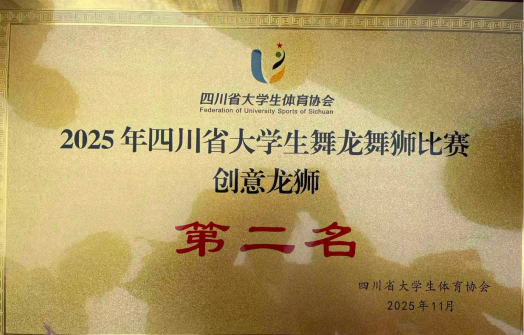 四川省大学生体育协会
Federation of University Sports of Sichuan
2025年四川省大学生舞龙舞狮比赛
创意龙狮
第二名
四川省大学生体育协会
2025年11月